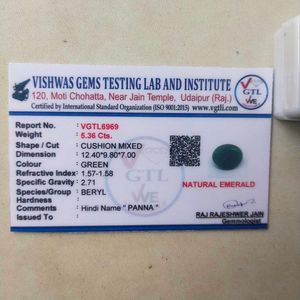 VISHWAS GEMS TESTING LAB AND INSTITUTE
120, Moti Chohatta, Near Jain Temple, Udaipur (Raj.)
Certified by International Standard Organization (ISO 9001:2015)
GTL
Report No. : VGTL6969
Weight : 5.36 Cts.
Shape / Cut : CUSHION MIXED
Dimension : 12.40*9.80*7.00
Color : GREEN
Refractive Index : 1.57-1.58
Specific Gravity : 2.71
Species/Group : BERYL
Hardness :
Comments : Hindi Name " PANNA "
GTL
NATURAL EMERALD
RAJ RAJESHWER JAIN
Gemmologist
www.vgtli.com